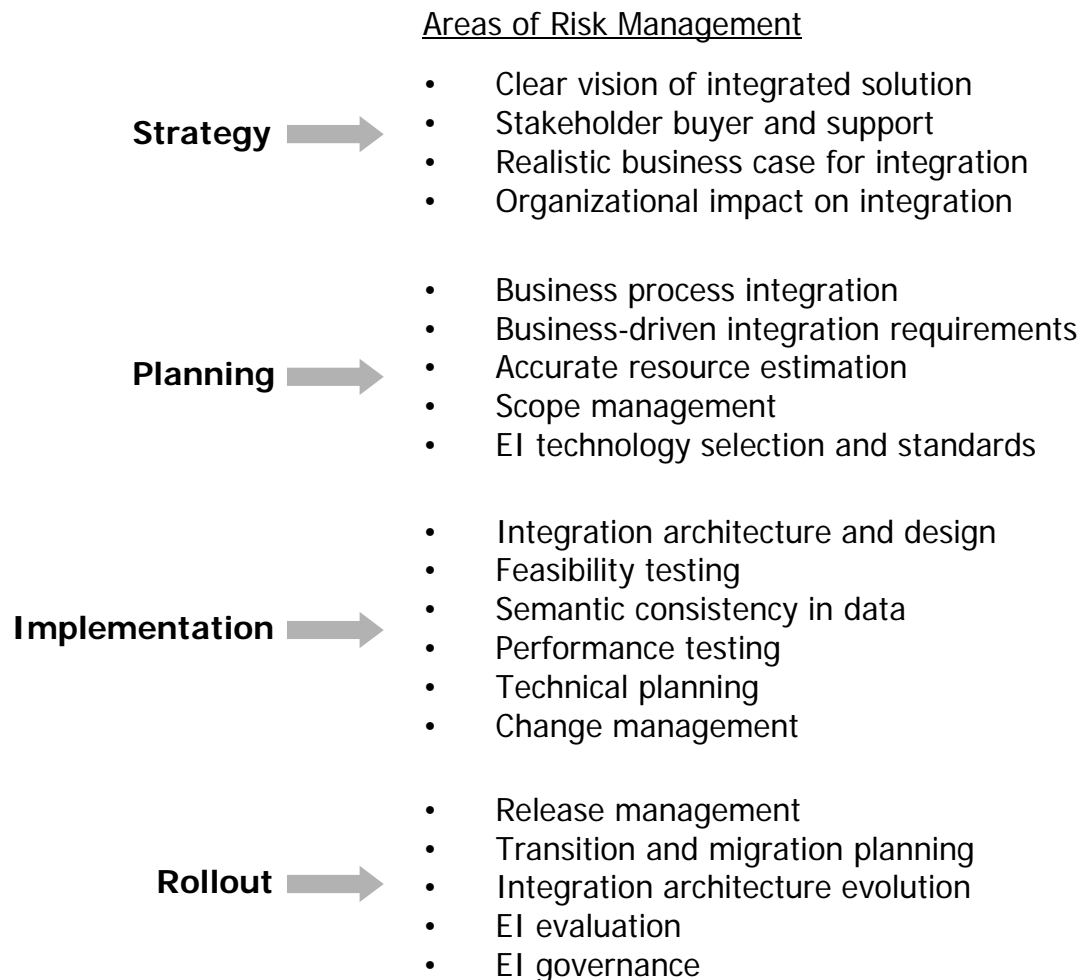 Areas of Risk Management
Strategy
• Clear vision of integrated solution
• Stakeholder buyer and support
• Realistic business case for integration
• Organizational impact on integration
Planning
• Business process integration
• Business-driven integration requirements
• Accurate resource estimation
• Scope management
• EI technology selection and standards
Implementation
• Integration architecture and design
• Feasibility testing
• Semantic consistency in data
• Performance testing
• Technical planning
• Change management
Rollout
• Release management
• Transition and migration planning
• Integration architecture evolution
• EI evaluation
• EI governance